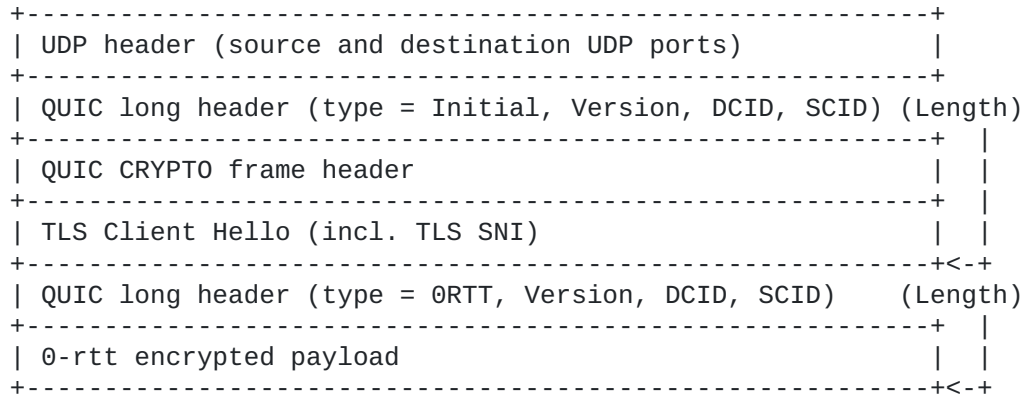 +----------------------------------------------------------+
| UDP header (source and destination UDP ports)            |
+----------------------------------------------------------+
| QUIC long header (type = Initial, Version, DCID, SCID) (Length)
+----------------------------------------------------------+  |
| QUIC CRYPTO frame header                                 |  |
+----------------------------------------------------------+  |
| TLS Client Hello (incl. TLS SNI)                         |  |
+----------------------------------------------------------+<-+
| QUIC long header (type = 0RTT, Version, DCID, SCID)    (Length)
+----------------------------------------------------------+  |
| 0-rtt encrypted payload                                  |  |
+----------------------------------------------------------+<-+